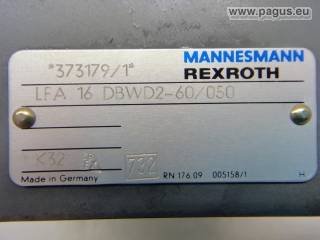 www.pagus.eu
*373179/1*
MANNESMANN
REXROTH
LFA 16 DBWD2-60/050
K32
732
Made in Germany
RN 176.09
005158/1
H